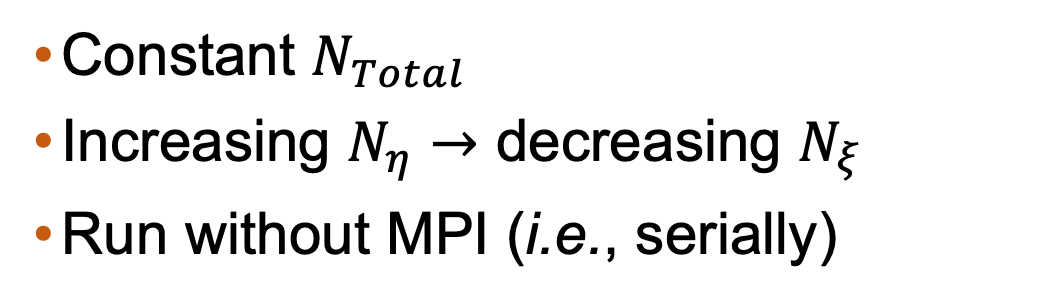 • Constant N_Total
• Increasing N_η → decreasing N_ξ
• Run without MPI (i.e., serially)